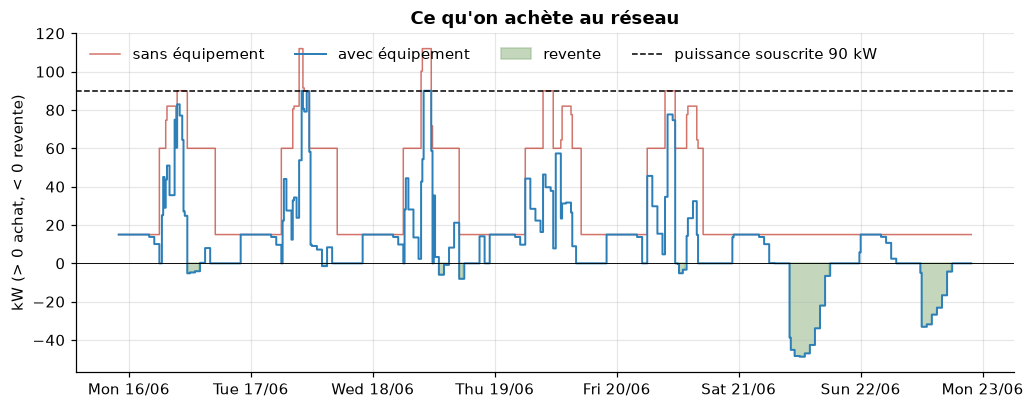 Ce qu'on achète au réseau
sans équipement avec équipement revente puissance souscrite 90 kW
kW (> 0 achat, < 0 revente)
120
100
80
60
40
20
0
−20
−40
Mon 16/06 Tue 17/06 Wed 18/06 Thu 19/06 Fri 20/06 Sat 21/06 Sun 22/06 Mon 23/06